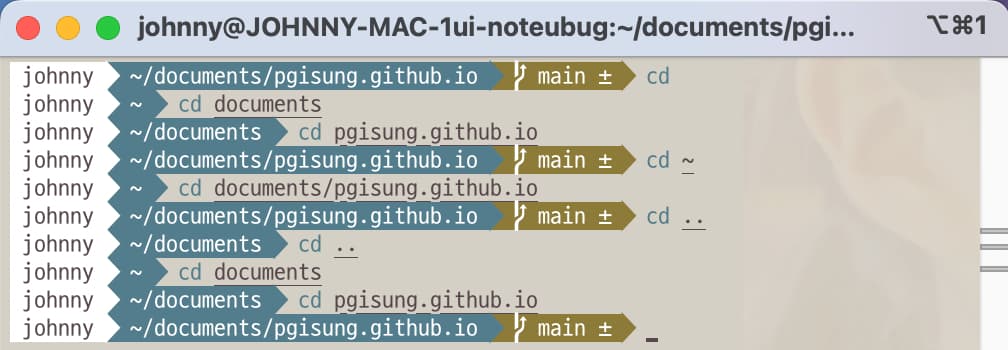 johnny@JOHNNY-MAC-1ui-noteubug:~/documents/pgi... ⌥⌘1
johnny ~/documents/pgisung.github.io main ± cd
johnny ~ cd documents
johnny ~/documents cd pgisung.github.io
johnny ~/documents/pgisung.github.io main ± cd ~
johnny ~ cd documents/pgisung.github.io
johnny ~/documents/pgisung.github.io main ± cd ..
johnny ~/documents cd ..
johnny ~ cd documents
johnny ~/documents cd pgisung.github.io
johnny ~/documents/pgisung.github.io main ± _